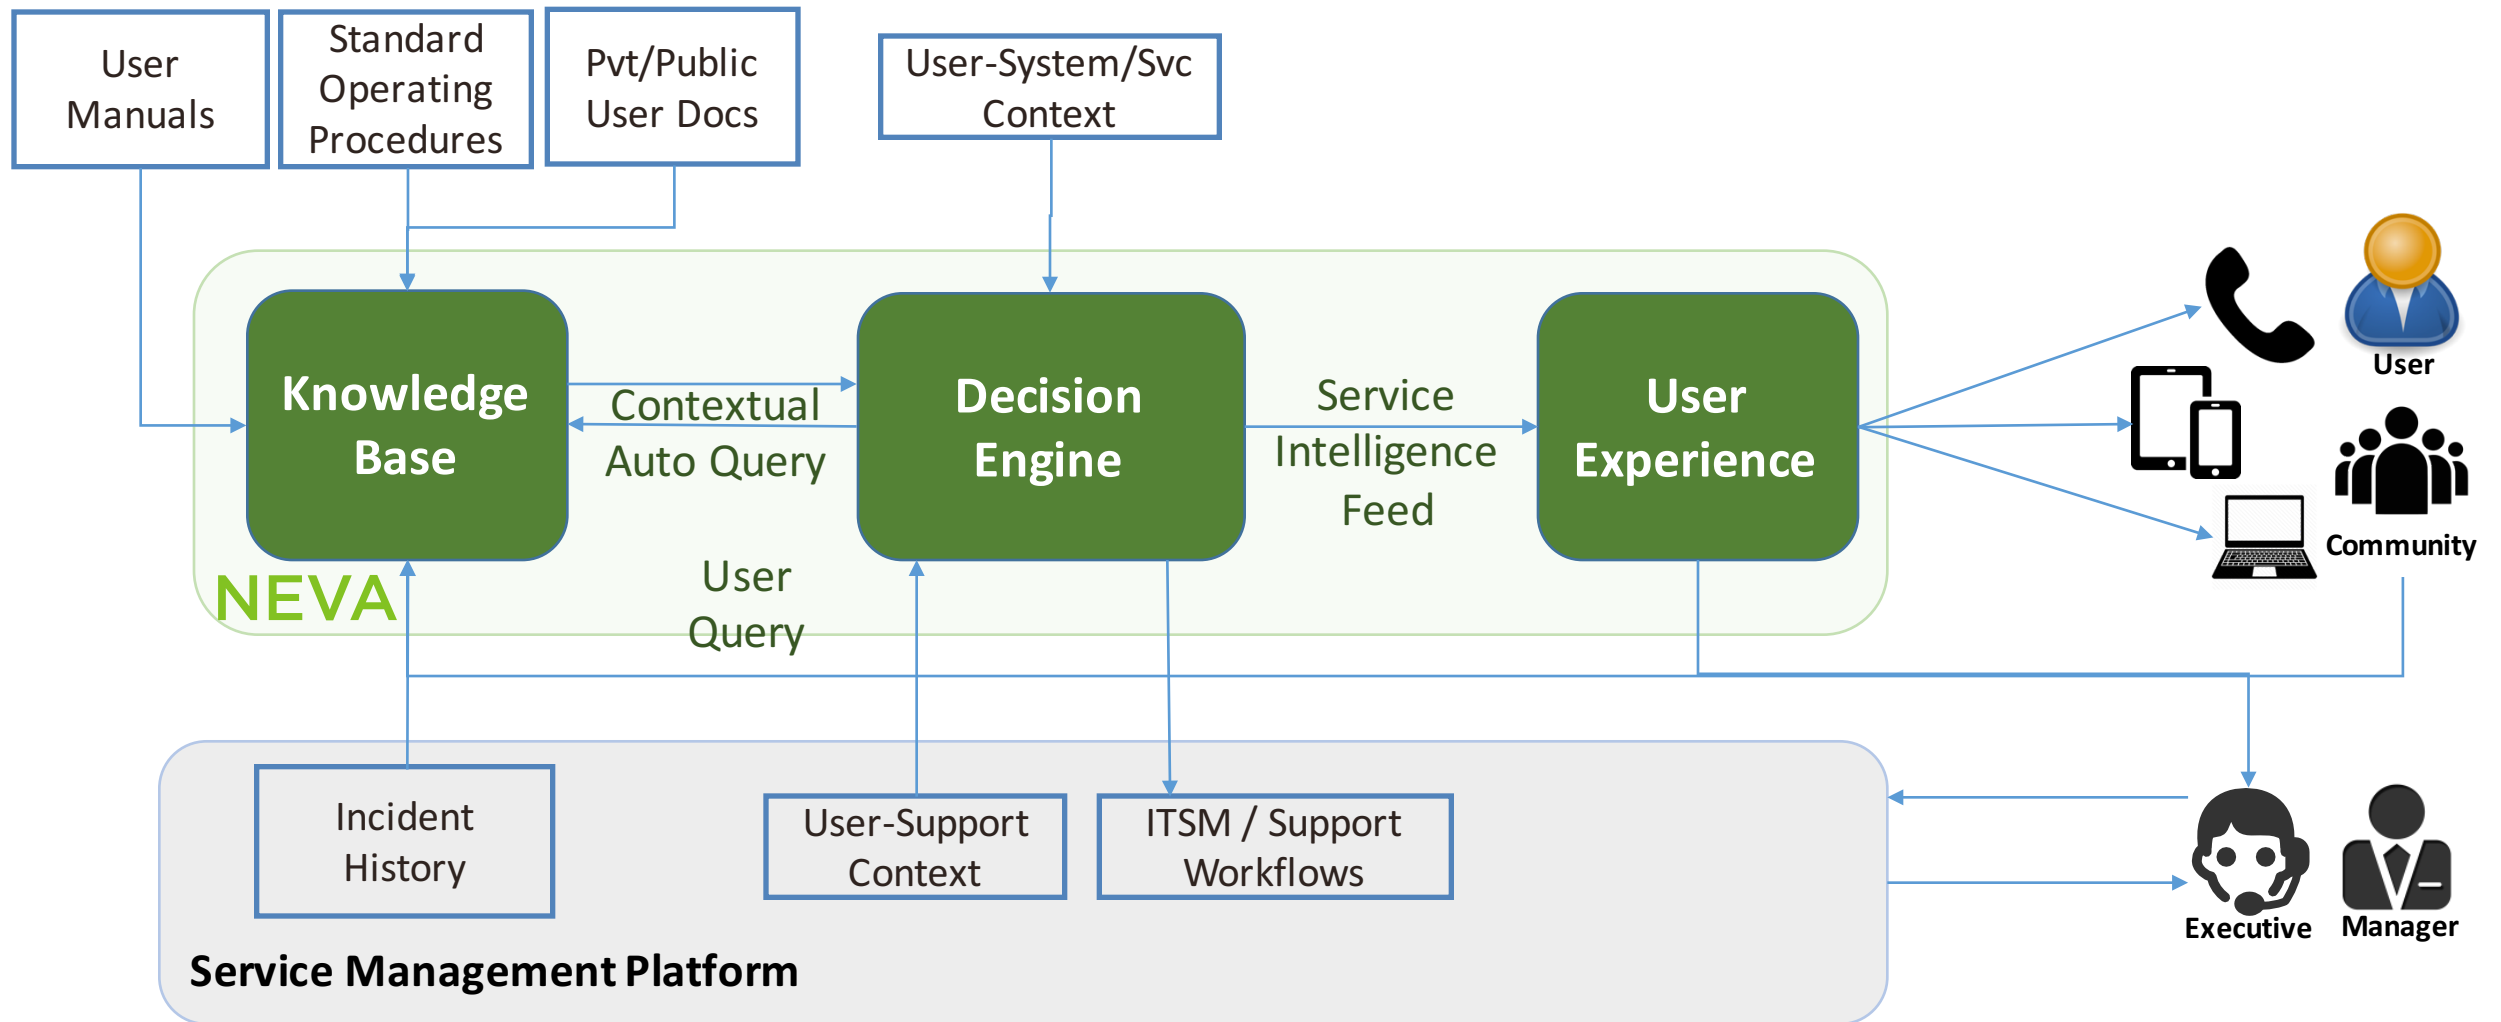 User
Manuals
Standard
Operating
Procedures
Pvt/Public
User Docs
User-System/Svc
Context
Knowledge
Base
Contextual
Auto Query
Decision
Engine
Service
Intelligence
Feed
User
Experience
User
Community
NEVA
User
Query
Incident
History
User-Support
Context
ITSM / Support
Workflows
Executive
Manager
Service Management Platform